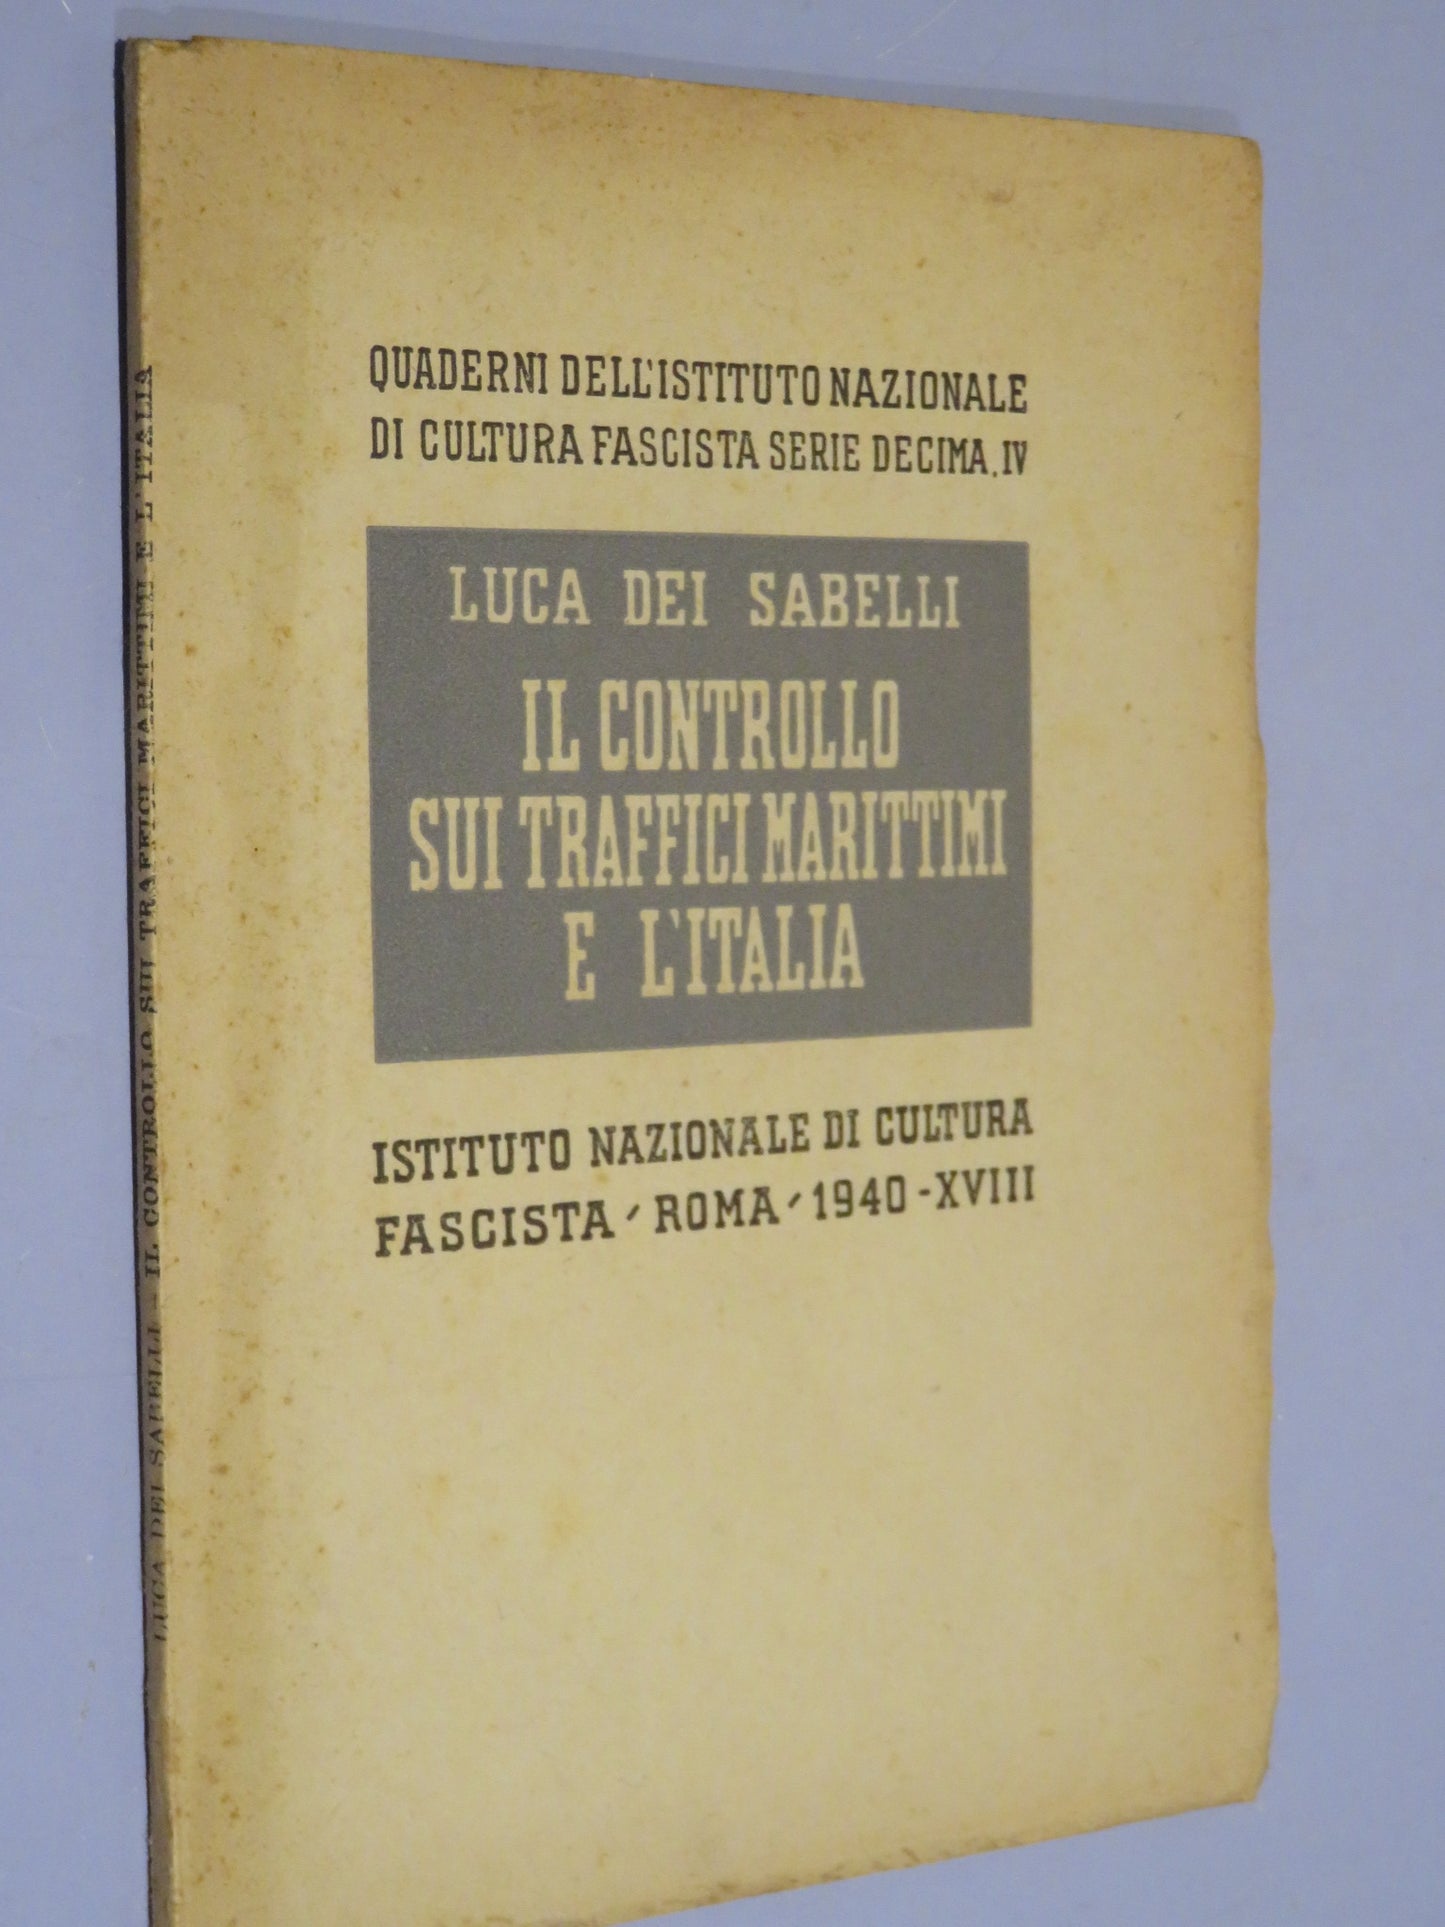 QUADERNI DELL'ISTITUTO NAZIONALE
DI CULTURA FASCISTA SERIE DECIMA. IV
LUCA DEI SABELLI
IL CONTROLLO
SUI TRAFFICI MARITTIMI
E L'ITALIA
ISTITUTO NAZIONALE DI CULTURA
FASCISTA - ROMA - 1940 - XVIII
LUCA DEI SABELLI - IL CONTROLLO SUI TRAFFICI MARITTIMI E L'ITALIA